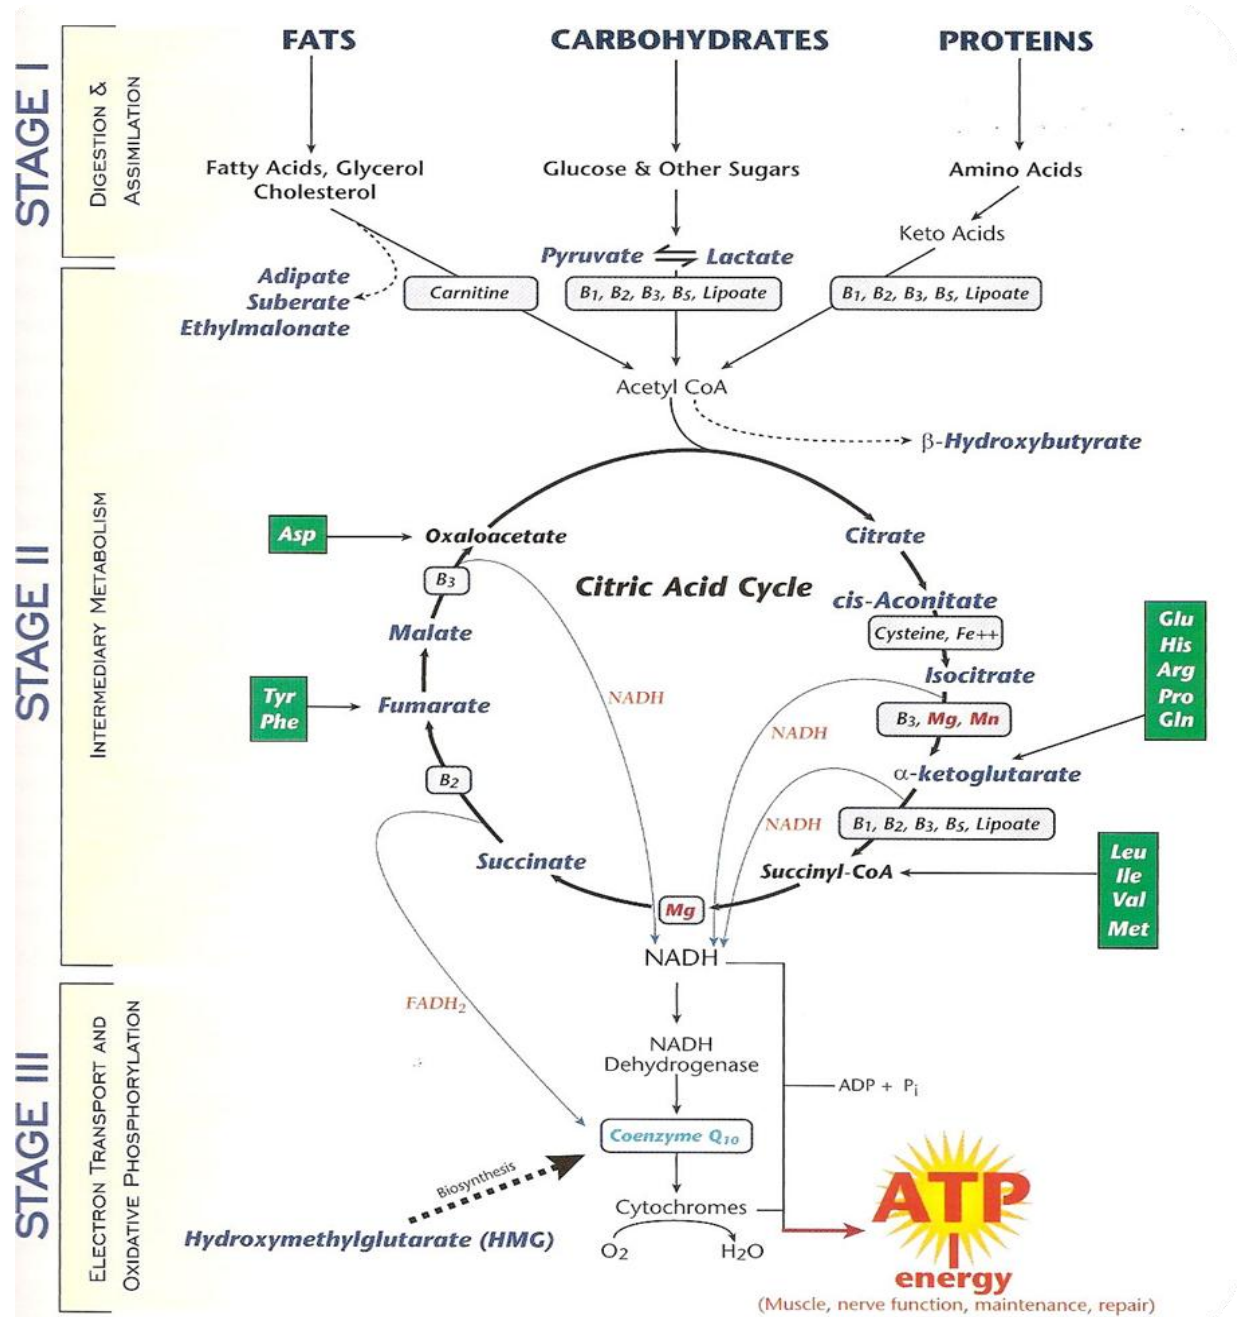 STAGE I
DIGESTION &
ASSIMILATION
FATS
CARBOHYDRATES
PROTEINS
Fatty Acids, Glycerol
Cholesterol
Glucose & Other Sugars
Amino Acids
Keto Acids
Pyruvate
Lactate
STAGE II
INTERMEDIARY METABOLISM
Adipate
Suberate
Ethylmalonate
Carnitine
B1, B2, B3, B5, Lipoate
B1, B2, B3, B5, Lipoate
Acetyl CoA
β-Hydroxybutyrate
Asp
Oxaloacetate
Citrate
B3
Citric Acid Cycle
cis-Aconitate
Cysteine, Fe++
Malate
Isocitrate
Glu
His
Arg
Pro
Gln
Tyr
Phe
Fumarate
NADH
B3, Mg, Mn
NADH
α-ketoglutarate
B2
NADH
B1, B2, B3, B5, Lipoate
Succinate
Succinyl-CoA
Leu
Ile
Val
Met
Mg
NADH
STAGE III
ELECTRON TRANSPORT AND
OXIDATIVE PHOSPHORYLATION
FADH2
NADH
Dehydrogenase
ADP + Pi
Coenzyme Q10
Biosynthesis
Hydroxymethylglutarate (HMG)
Cytochromes
O2
H2O
ATP
energy
(Muscle, nerve function, maintenance, repair)